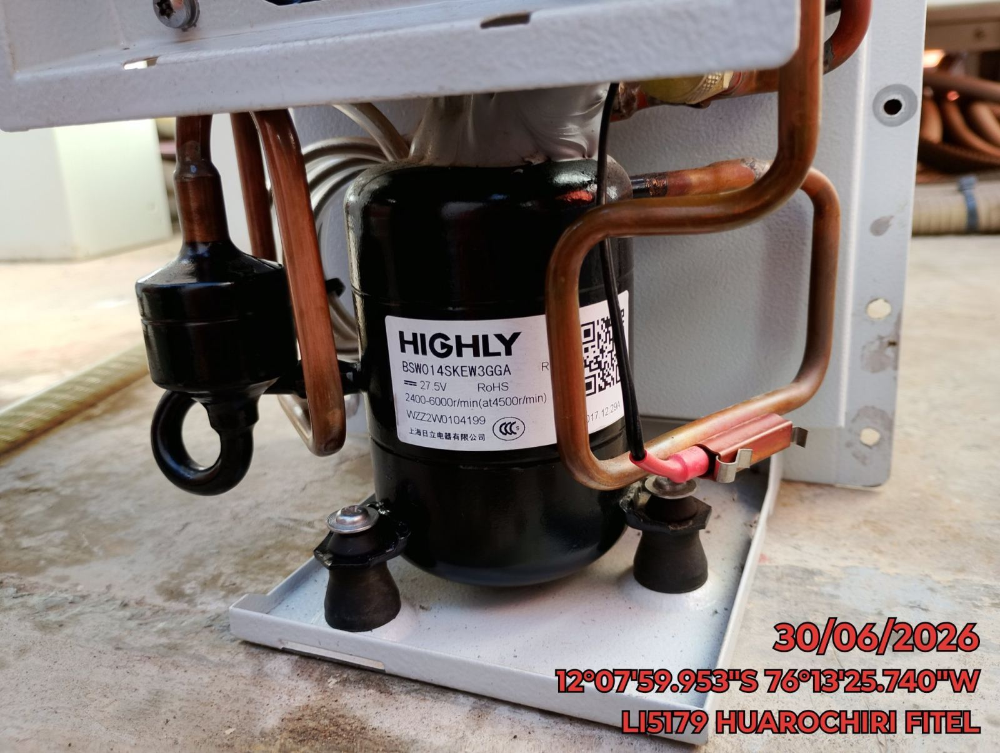 HIGHLY
BSW014SKEW3GGA R
27.5V RoHS
2400-6000r/min(at4500r/min)
WZZ2W0104199
017.12.29A
上海日立电器有限公司
CCC S
30/06/2026
12°07'59.953"S 76°13'25.740"W
LI5179 HUAROCHIRI FITEL